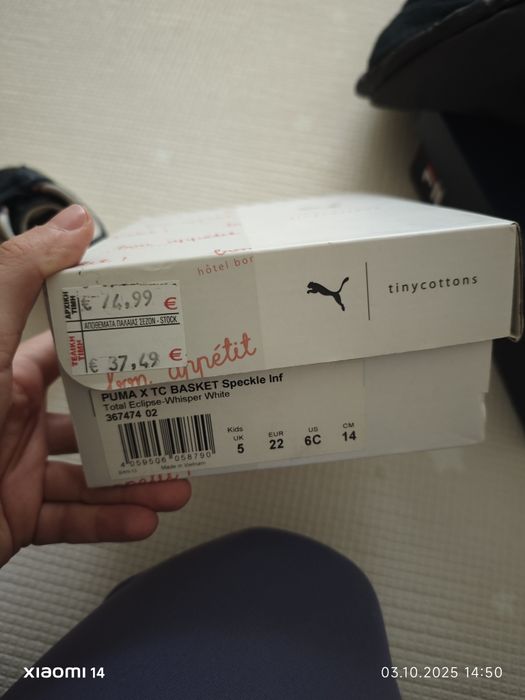 hôtel bor
tinycottons
ΑΡΧΙΚΗ ΤΙΜΗ € 74,99 €
ΑΠΟΘΕΜΑΤΑ ΠΑΛΑΙΑΣ ΣΕΖΟΝ - STOCK
ΤΕΛΙΚΗ ΤΙΜΗ € 37,49 €
bon appétit
PUMA X TC BASKET Speckle Inf
Total Eclipse-Whisper White
367474 02
Kids
UK EUR US CM
5 22 6C 14
4 059506 058790
Made in Vietnam
XIAOMI 14
03.10.2025 14:50